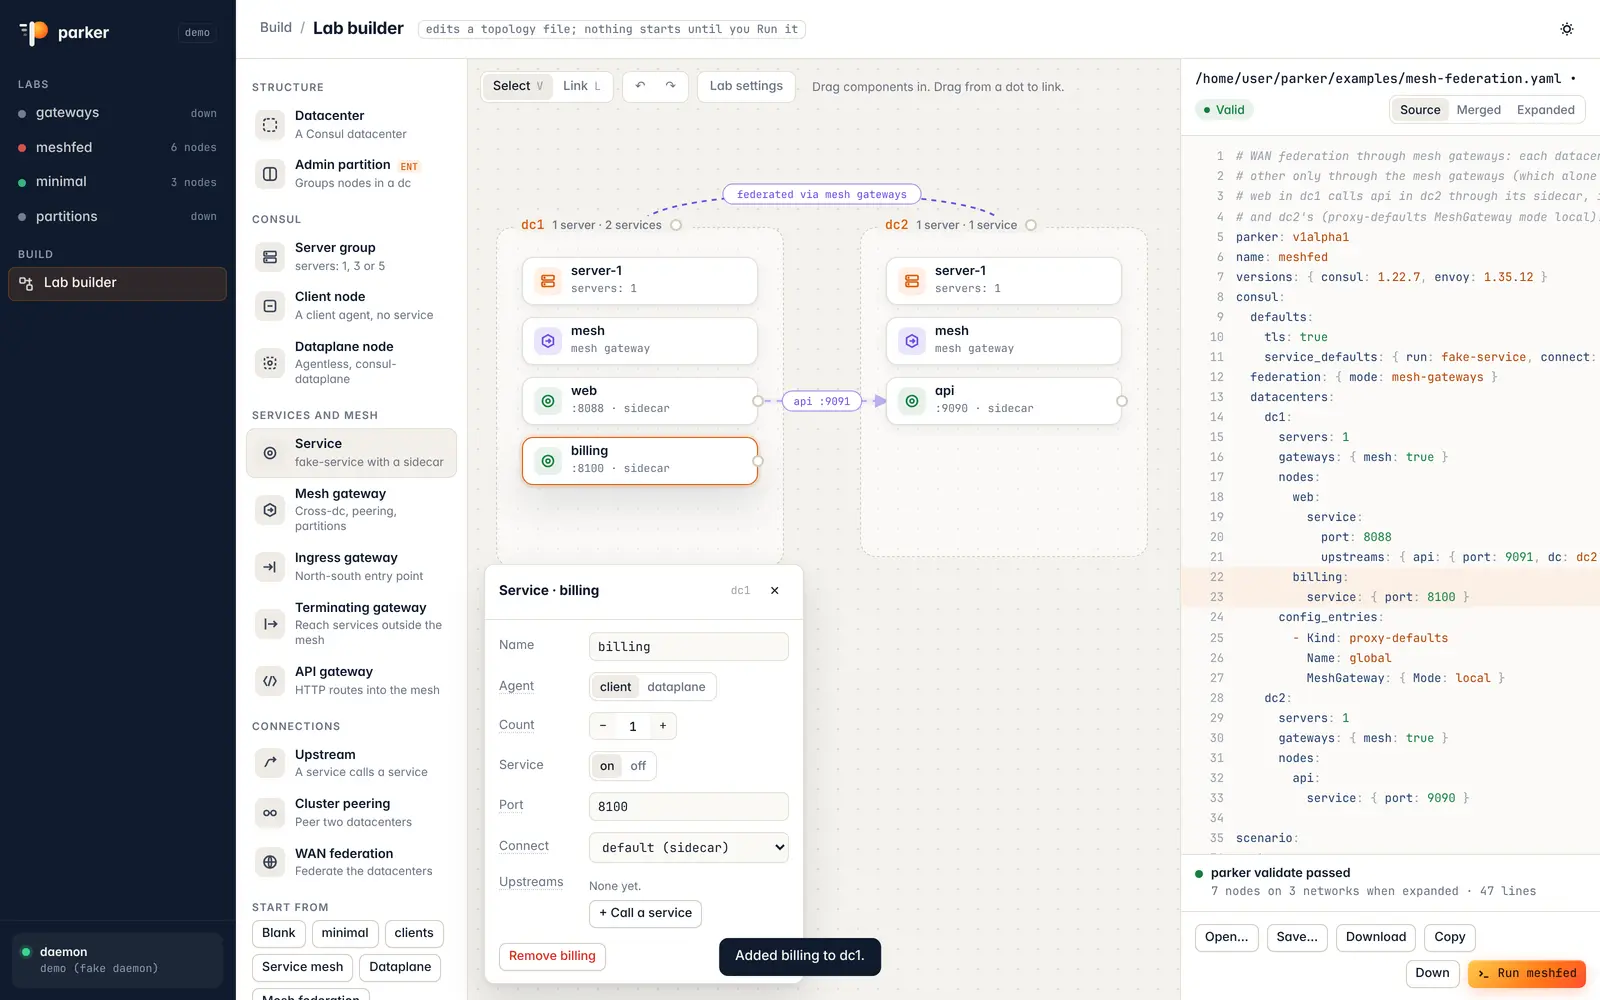 parker
demo
LABS
gateways down
meshfed 6 nodes
minimal 3 nodes
partitions down
BUILD
Lab builder
daemon
demo (fake daemon)
Build / Lab builder
edits a topology file; nothing starts until you Run it
STRUCTURE
Datacenter
A Consul datacenter
Admin partition ENT
Groups nodes in a dc
CONSUL
Server group
servers: 1, 3 or 5
Client node
A client agent, no service
Dataplane node
Agentless, consul-
dataplane
SERVICES AND MESH
Service
fake-service with a sidecar
Mesh gateway
Cross-dc, peering,
partitions
Ingress gateway
North-south entry point
Terminating gateway
Reach services outside the
mesh
API gateway
HTTP routes into the mesh
CONNECTIONS
Upstream
A service calls a service
Cluster peering
Peer two datacenters
WAN federation
Federate the datacenters
START FROM
Blank minimal clients
Service mesh Dataplane
Mesh federation
Select V Link L ↶ ↷ Lab settings Drag components in. Drag from a dot to link.
federated via mesh gateways
dc1 1 server · 2 services
server-1
servers: 1
mesh
mesh gateway
web
:8088 · sidecar
billing
:8100 · sidecar
api :9091
dc2 1 server · 1 service
server-1
servers: 1
mesh
mesh gateway
api
:9090 · sidecar
Service · billing dc1 ✕
Name billing
Agent client dataplane
Count − 1 +
Service on off
Port 8100
Connect default (sidecar)
Upstreams None yet.
+ Call a service
Remove billing
Added billing to dc1.
/home/user/parker/examples/mesh-federation.yaml •
Valid
Source Merged Expanded
1 # WAN federation through mesh gateways: each datacen
2 # other only through the mesh gateways (which alone
3 # web in dc1 calls api in dc2 through its sidecar,
4 # and dc2's (proxy-defaults MeshGateway mode local)
5 parker: v1alpha1
6 name: meshfed
7 versions: { consul: 1.22.7, envoy: 1.35.12 }
8 consul:
9 defaults:
10 tls: true
11 service_defaults: { run: fake-service, connect:
12 federation: { mode: mesh-gateways }
13 datacenters:
14 dc1:
15 servers: 1
16 gateways: { mesh: true }
17 nodes:
18 web:
19 service:
20 port: 8088
21 upstreams: { api: { port: 9091, dc: dc2
22 billing:
23 service: { port: 8100 }
24 config_entries:
25 - Kind: proxy-defaults
26 Name: global
27 MeshGateway: { Mode: local }
28 dc2:
29 servers: 1
30 gateways: { mesh: true }
31 nodes:
32 api:
33 service: { port: 9090 }
34
35 scenario:
parker validate passed
7 nodes on 3 networks when expanded · 47 lines
Open... Save... Download Copy
Down >_ Run meshfed